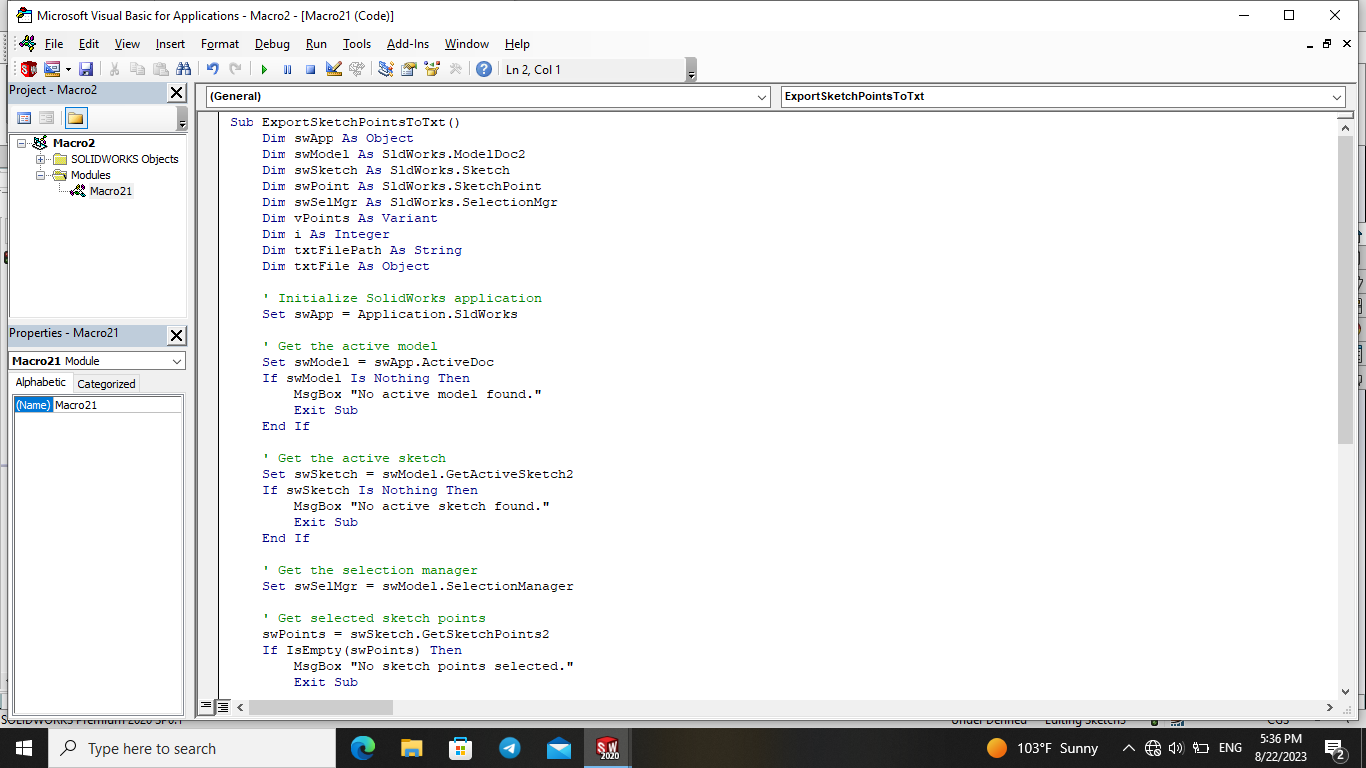 Microsoft Visual Basic for Applications - Macro2 - [Macro21 (Code)]
File Edit View Insert Format Debug Run Tools Add-Ins Window Help
Ln 2, Col 1
Project - Macro2
Macro2
SOLIDWORKS Objects
Modules
Macro21
Properties - Macro21
Macro21 Module
Alphabetic Categorized
(Name) Macro21
(General) ExportSketchPointsToTxt
Sub ExportSketchPointsToTxt()
Dim swApp As Object
Dim swModel As SldWorks.ModelDoc2
Dim swSketch As SldWorks.Sketch
Dim swPoint As SldWorks.SketchPoint
Dim swSelMgr As SldWorks.SelectionMgr
Dim vPoints As Variant
Dim i As Integer
Dim txtFilePath As String
Dim txtFile As Object
' Initialize SolidWorks application
Set swApp = Application.SldWorks
' Get the active model
Set swModel = swApp.ActiveDoc
If swModel Is Nothing Then
MsgBox "No active model found."
Exit Sub
End If
' Get the active sketch
Set swSketch = swModel.GetActiveSketch2
If swSketch Is Nothing Then
MsgBox "No active sketch found."
Exit Sub
End If
' Get the selection manager
Set swSelMgr = swModel.SelectionManager
' Get selected sketch points
swPoints = swSketch.GetSketchPoints2
If IsEmpty(swPoints) Then
MsgBox "No sketch points selected."
Exit Sub
SOLIDWORKS Premium 2020 SP0.1 Under Defined Editing Sketch3 CGS
Type here to search
SW 2020
103°F Sunny
ENG
5:36 PM
8/22/2023
2